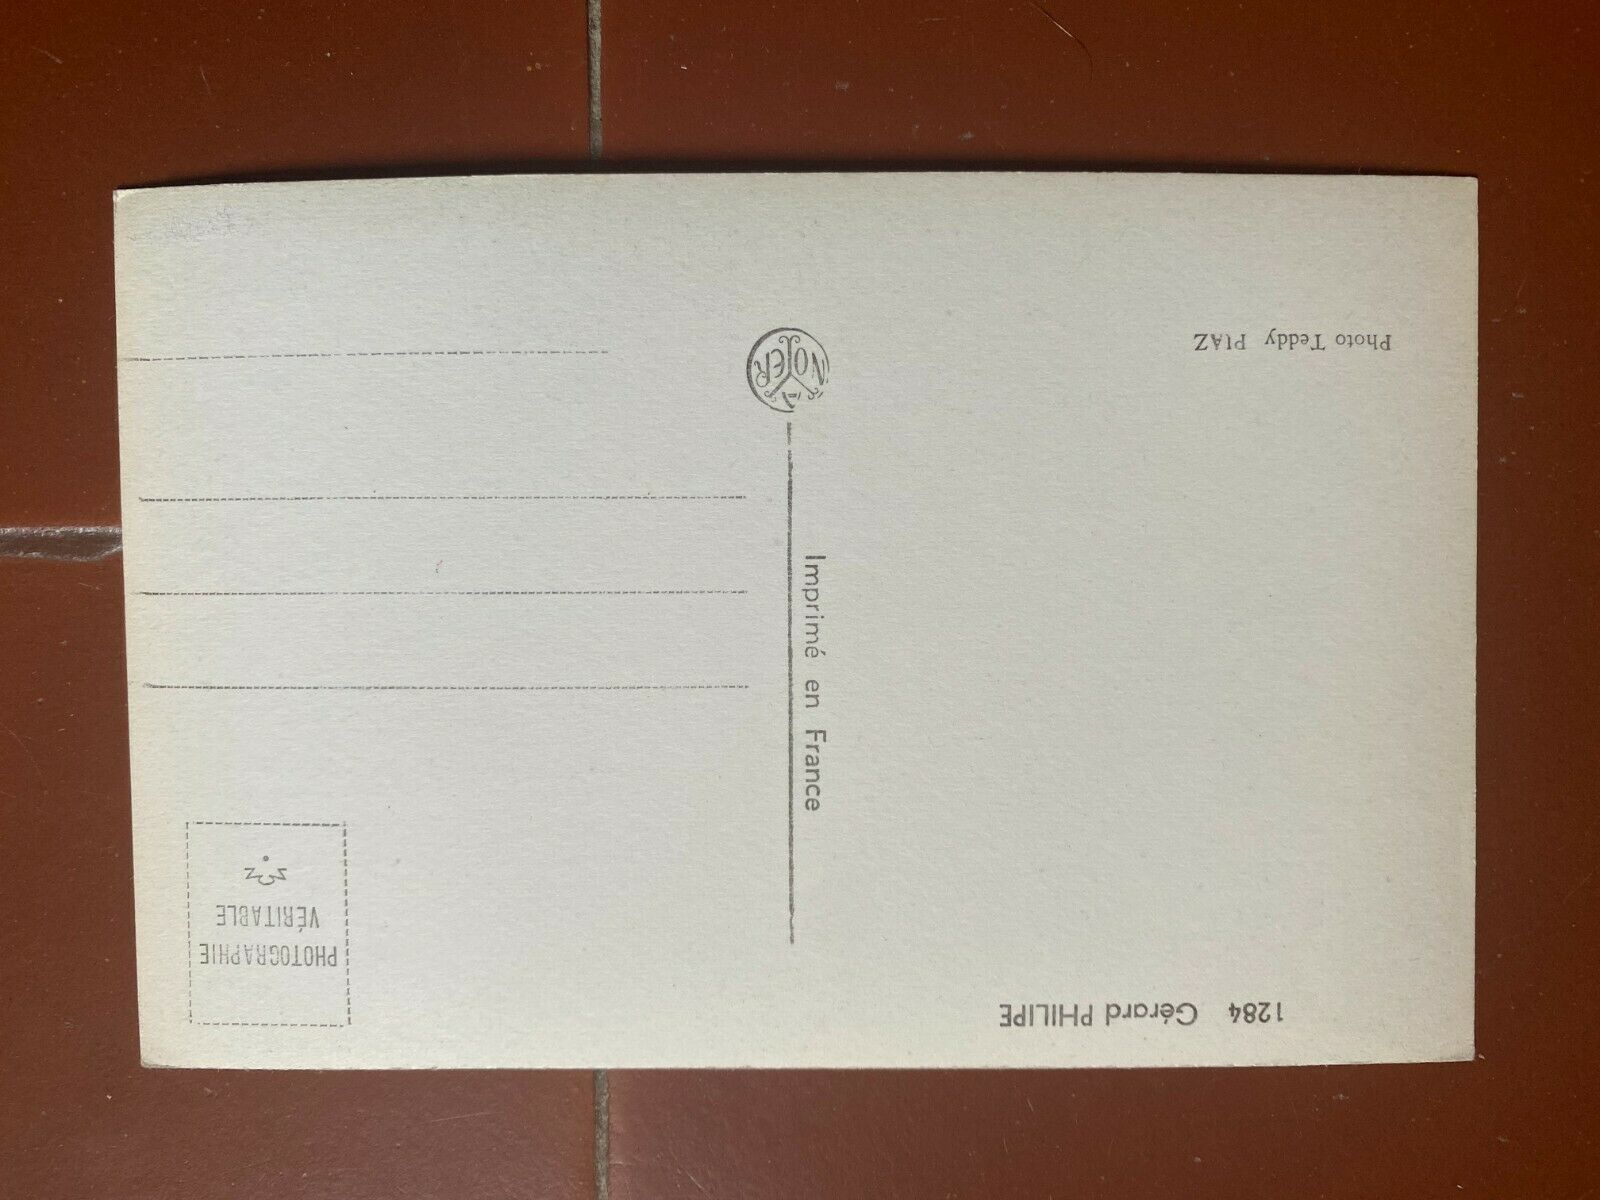 1284 Gérard PHILIPE
PHOTOGRAPHIE
VÉRITABLE
Imprimé en France
A
NOYER
Photo Teddy PIAZ